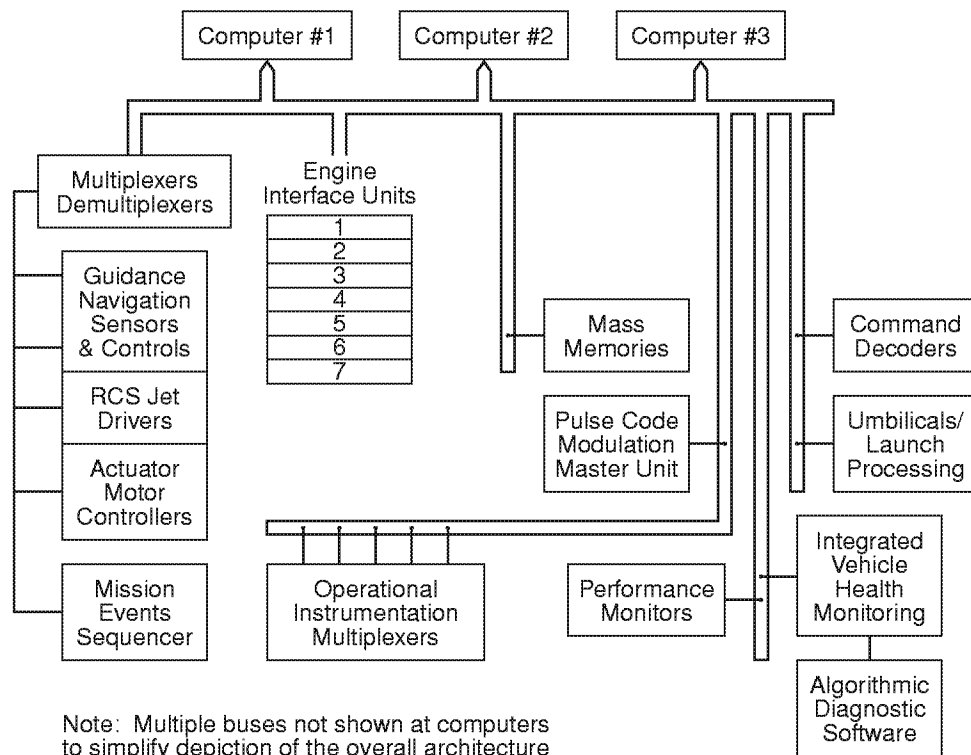 Computer #1
Computer #2
Computer #3
Multiplexers
Demultiplexers
Engine
Interface Units
1
2
3
4
5
6
7
Guidance
Navigation
Sensors
& Controls
RCS Jet
Drivers
Actuator
Motor
Controllers
Mission
Events
Sequencer
Mass
Memories
Command
Decoders
Pulse Code
Modulation
Master Unit
Umbilicals/
Launch
Processing
Operational
Instrumentation
Multiplexers
Performance
Monitors
Integrated
Vehicle
Health
Monitoring
Algorithmic
Diagnostic
Software
Note: Multiple buses not shown at computers
to simplify depiction of the overall architecture